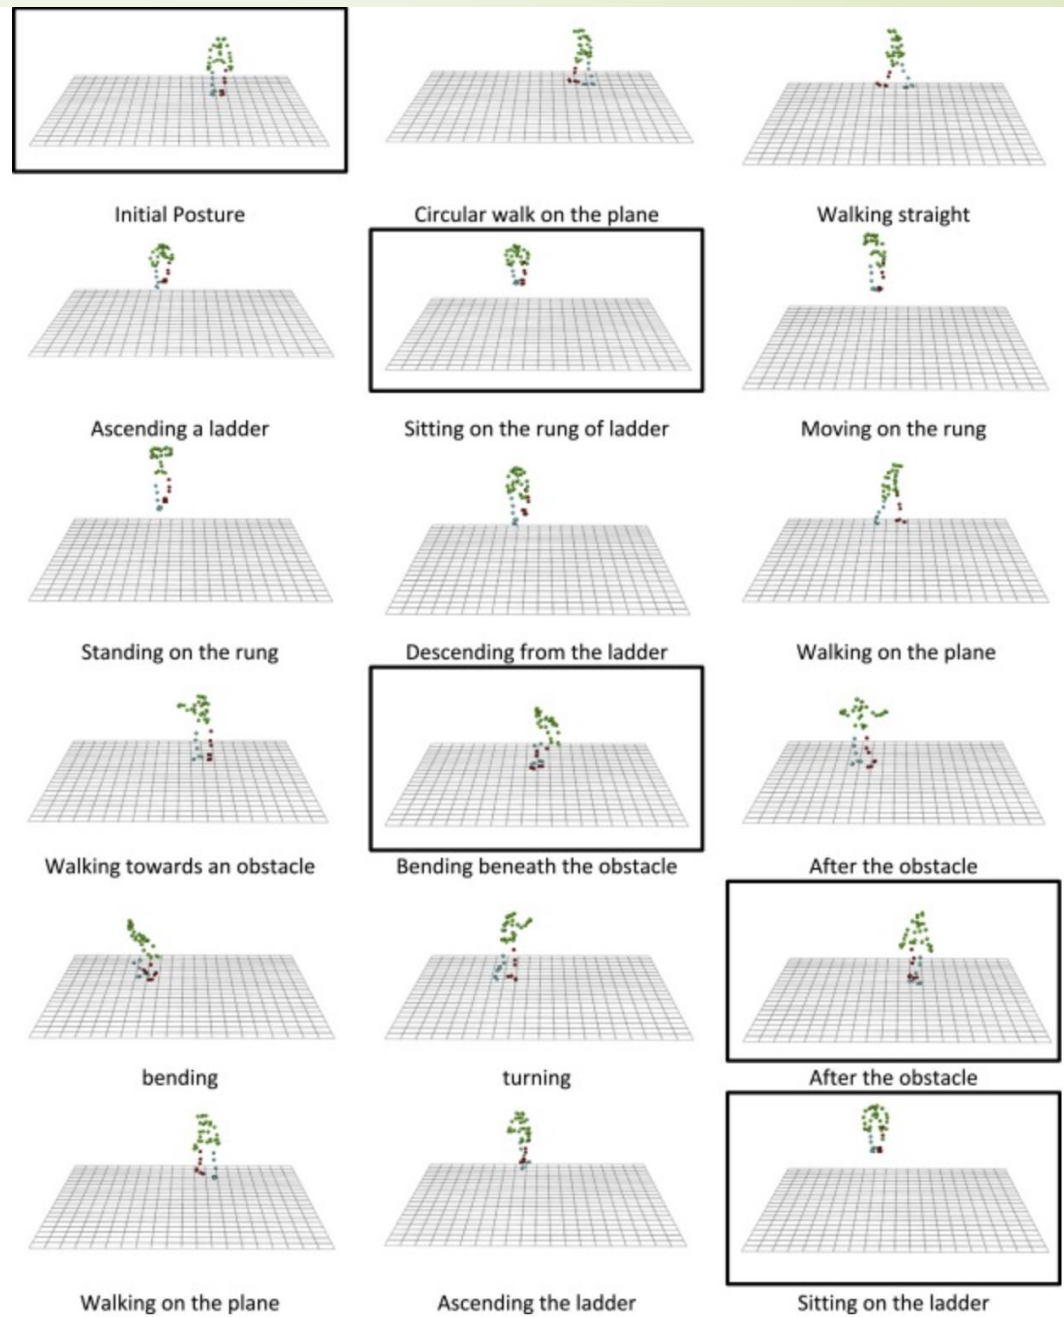 Initial Posture
Circular walk on the plane
Walking straight
Ascending a ladder
Sitting on the rung of ladder
Moving on the rung
Standing on the rung
Descending from the ladder
Walking on the plane
Walking towards an obstacle
Bending beneath the obstacle
After the obstacle
bending
turning
After the obstacle
Walking on the plane
Ascending the ladder
Sitting on the ladder